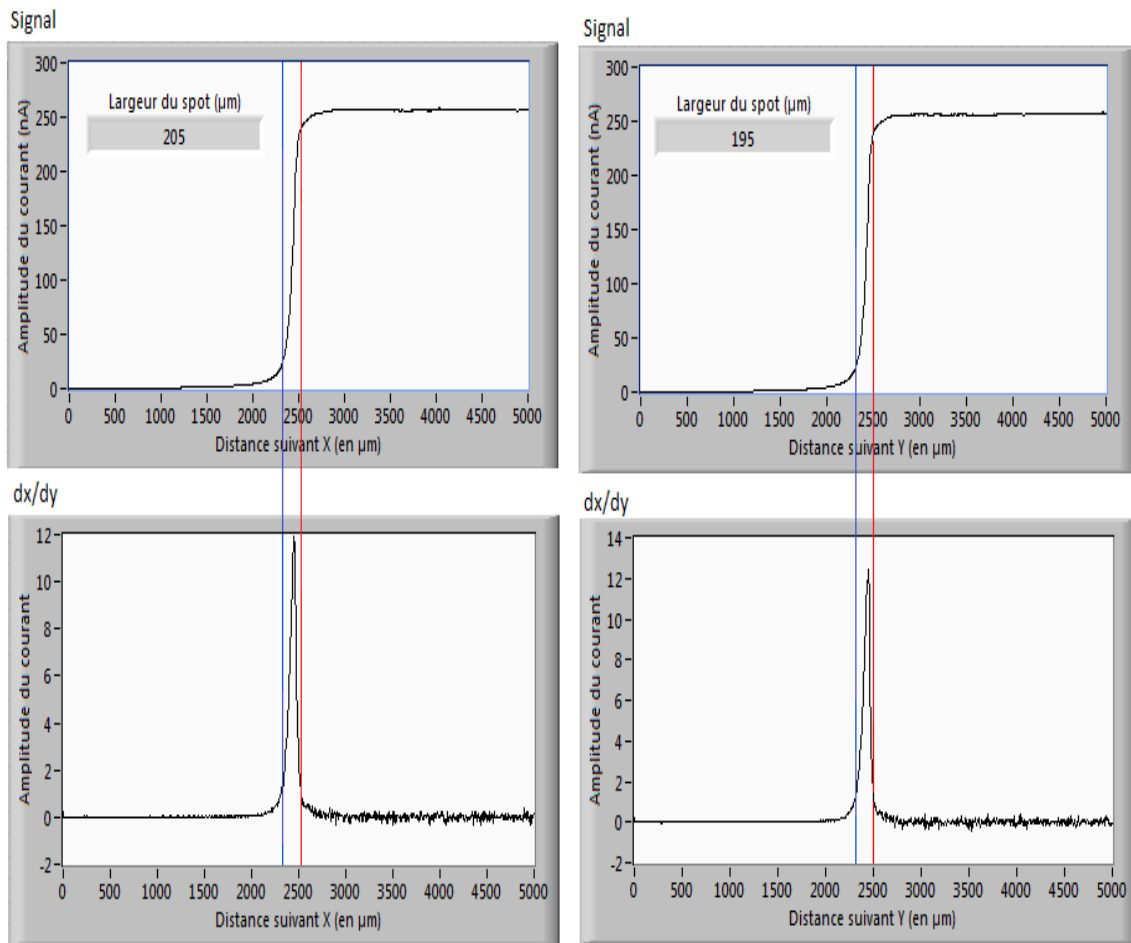 Signal
Amplitude du courant (nA)
300
250
200
150
100
50
0
Largeur du spot (µm)
205
0 500 1000 1500 2000 2500 3000 3500 4000 4500 5000
Distance suivant X (en µm)
Signal
Amplitude du courant (nA)
300
250
200
150
100
50
0
Largeur du spot (µm)
195
0 500 1000 1500 2000 2500 3000 3500 4000 4500 5000
Distance suivant Y (en µm)
dx/dy
Amplitude du courant
12
10
8
6
4
2
0
-2
0 500 1000 1500 2000 2500 3000 3500 4000 4500 5000
Distance suivant X (en µm)
dx/dy
Amplitude du courant
14
12
10
8
6
4
2
0
-2
0 500 1000 1500 2000 2500 3000 3500 4000 4500 5000
Distance suivant Y (en µm)